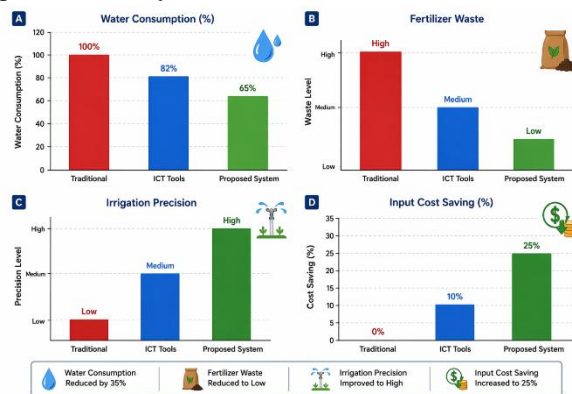 A Water Consumption (%)
Water Consumption (%)
120
100
80
60
40
20
0
100%
82%
65%
Traditional ICT Tools Proposed System
B Fertilizer Waste
Waste Level
High
Medium
Low
High
Medium
Low
Traditional ICT Tools Proposed System
C Irrigation Precision
Precision Level
High
Medium
Low
Low
Medium
High
Traditional ICT Tools Proposed System
D Input Cost Saving (%)
Cost Saving (%)
35
30
25
20
15
10
5
0
0%
10%
25%
Traditional ICT Tools Proposed System
Water Consumption
Reduced by 35%
Fertilizer Waste
Reduced to Low
Irrigation Precision
Improved to High
Input Cost Saving
Increased to 25%